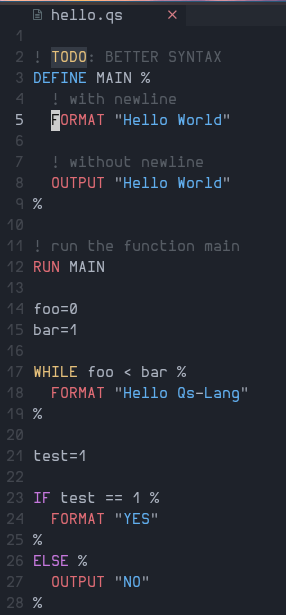 hello.qs ×
1
2 ! TODO: BETTER SYNTAX
3 DEFINE MAIN %
4 ! with newline
5 FORMAT "Hello World"
6
7 ! without newline
8 OUTPUT "Hello World"
9 %
10
11 ! run the function main
12 RUN MAIN
13
14 foo=0
15 bar=1
16
17 WHILE foo < bar %
18 FORMAT "Hello Qs-Lang"
19 %
20
21 test=1
22
23 IF test == 1 %
24 FORMAT "YES"
25 %
26 ELSE %
27 OUTPUT "NO"
28 %